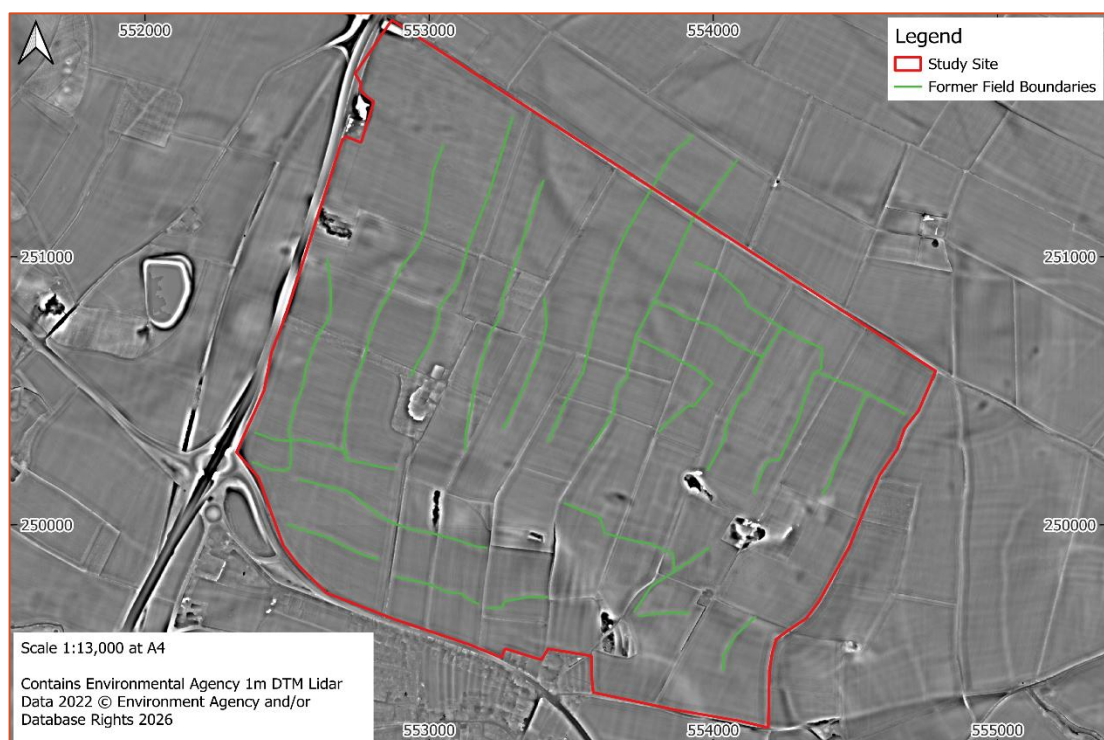 552000
553000
554000
Legend
Study Site
Former Field Boundaries
251000
251000
250000
250000
Scale 1:13,000 at A4
Contains Environmental Agency 1m DTM Lidar
Data 2022 © Environment Agency and/or
Database Rights 2026
553000
554000
555000